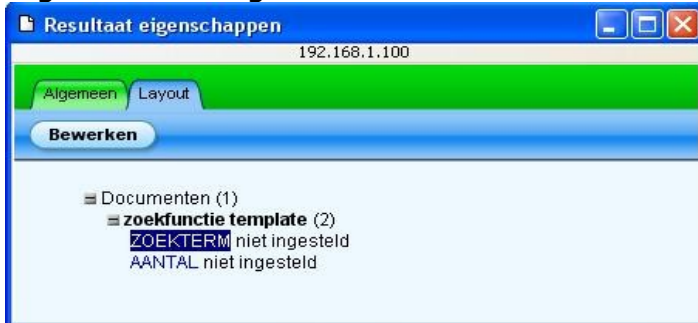 Resultaat eigenschappen
192.168.1.100
Algemeen Layout
Bewerken
Documenten (1)
zoekfunctie template (2)
ZOEKTERM niet ingesteld
AANTAL niet ingesteld